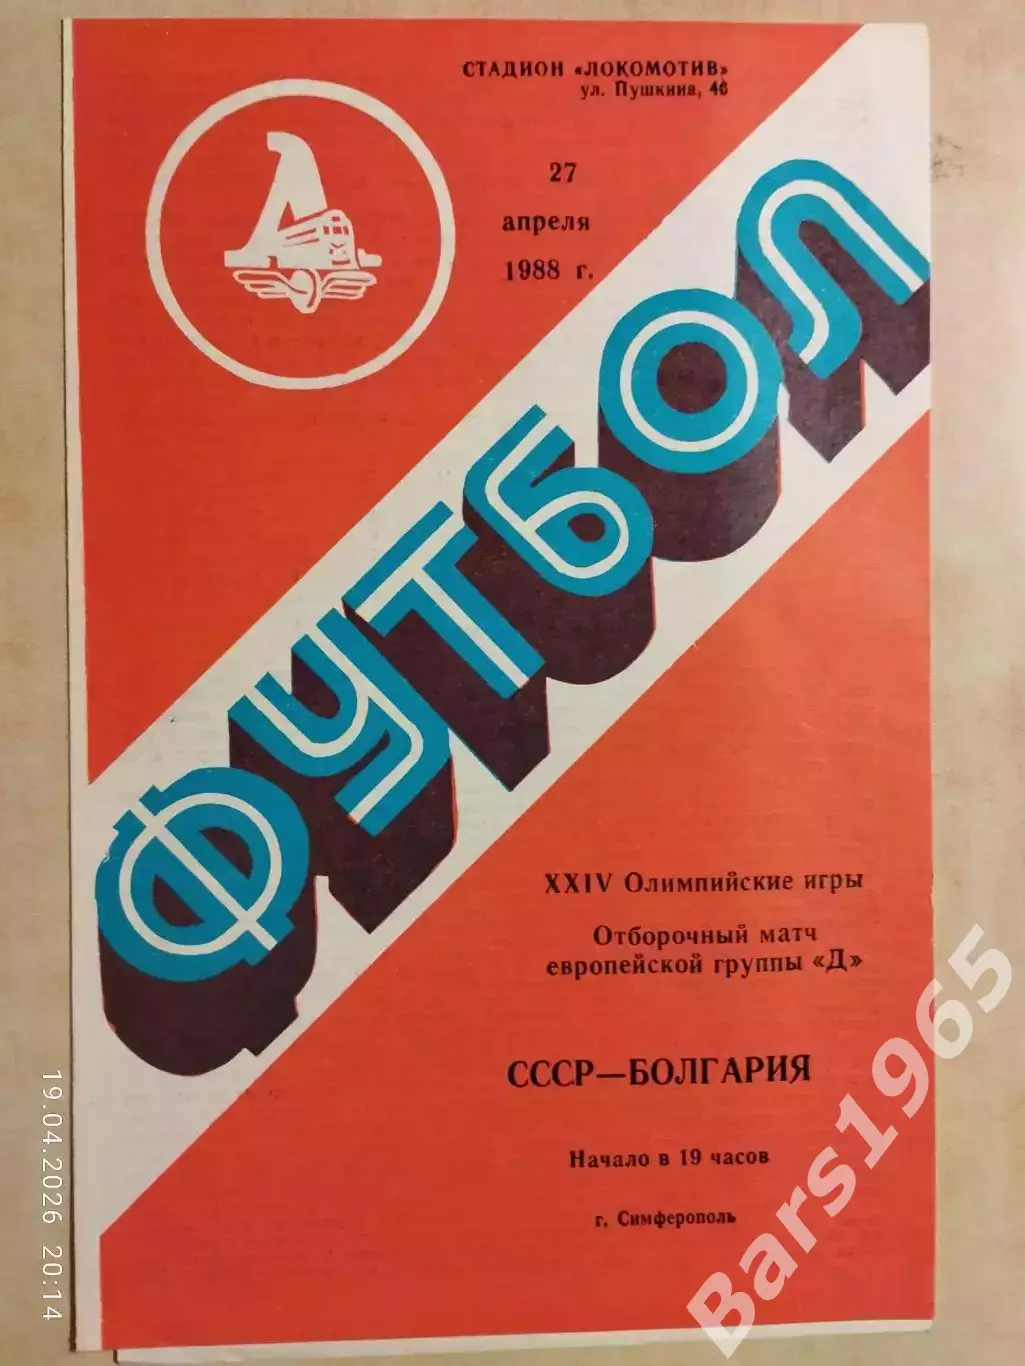 СТАДИОН «ЛОКОМОТИВ»
ул. Пушкина, 46
27
апреля
1988 г.
ФУТБОЛ
XXIV Олимпийские игры
Отборочный матч
европейской группы «Д»
СССР—БОЛГАРИЯ
Начало в 19 часов
г. Симферополь
19.04.2026 20:14
Bars1965